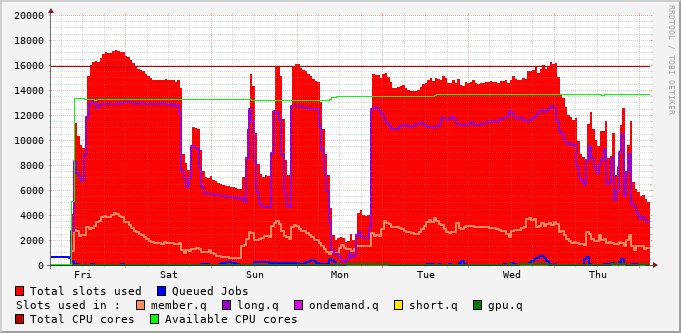 20000
18000
16000
14000
12000
10000
8000
6000
4000
2000
0
Fri Sat Sun Mon Tue Wed Thu
RRDTOOL / TOBI OETIKER
Total slots used Queued Jobs
Slots used in : member.q long.q ondemand.q short.q gpu.q
Total CPU cores Available CPU cores